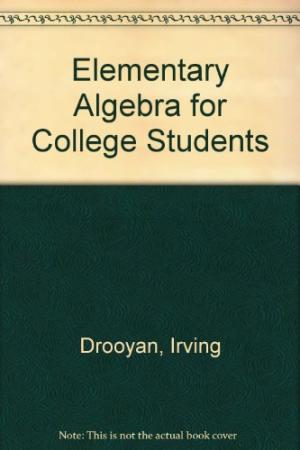 Elementary
Algebra for
College Students
Drooyan, Irving
Note: This is not the actual book cover